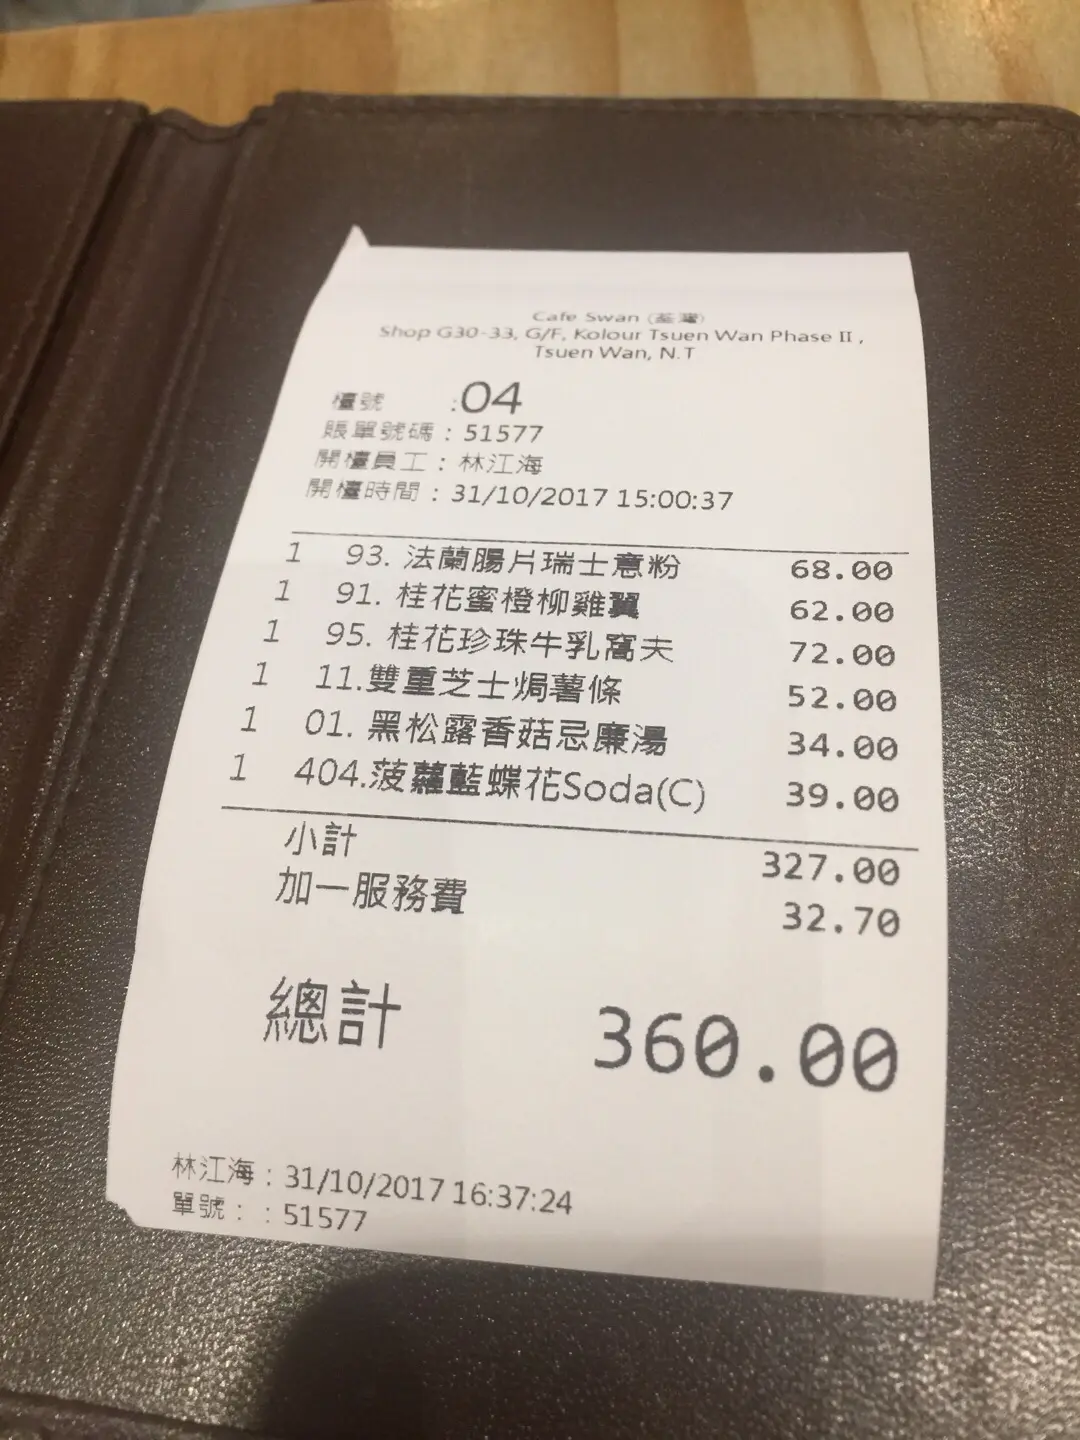 Cafe Swan (荃灣)
Shop G30-33, G/F, Kolour Tsuen Wan Phase II ,
Tsuen Wan, N.T
檯號 :04
賬單號碼 : 51577
開檯員工 : 林江海
開檯時間 : 31/10/2017 15:00:37
1 93. 法蘭腸片瑞士意粉 68.00
1 91. 桂花蜜橙柳雞翼 62.00
1 95. 桂花珍珠牛乳窩夫 72.00
1 11.雙重芝士焗薯條 52.00
1 01. 黑松露香菇忌廉湯 34.00
1 404.菠蘿藍蝶花Soda(C) 39.00
小計 327.00
加一服務費 32.70
總計 360.00
林江海 : 31/10/2017 16:37:24
單號 : : 51577